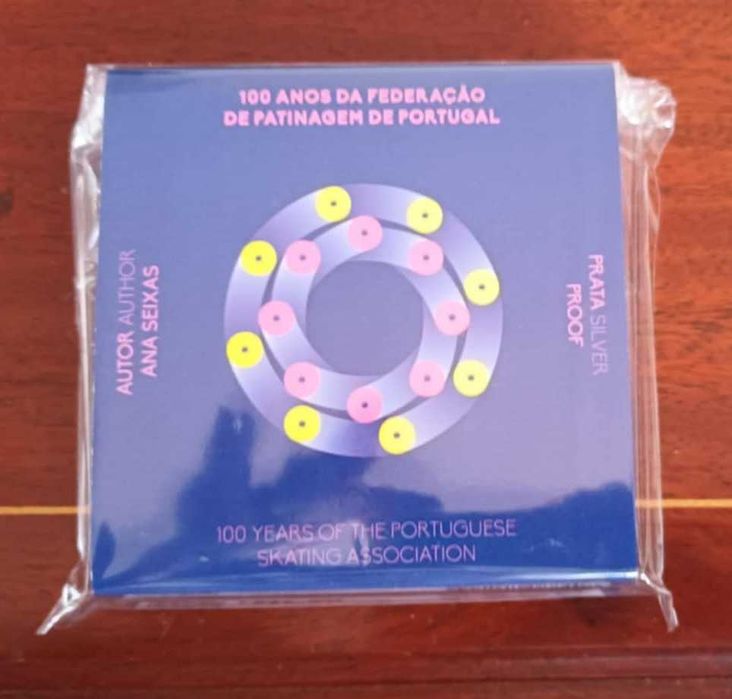 100 ANOS DA FEDERAÇÃO
DE PATINAGEM DE PORTUGAL
AUTOR AUTHOR
ANA SEIXAS
PRATA SILVER
PROOF
100 YEARS OF THE PORTUGUESE
SKATING ASSOCIATION